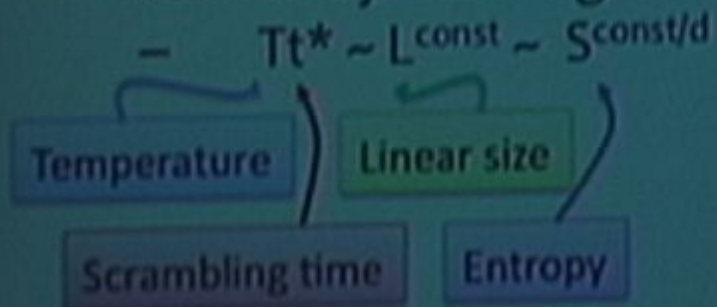 – Tt* ~ L^const ~ S^const/d
Temperature
Linear size
Scrambling time
Entropy